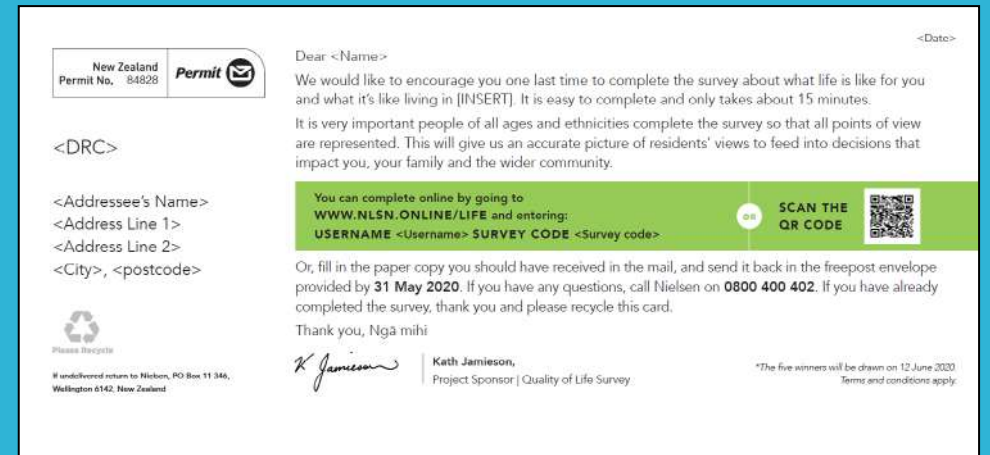 New Zealand
Permit No. 84828
Permit
<DRC>
<Addressee's Name>
<Address Line 1>
<Address Line 2>
<City>, <postcode>
Please Recycle
If undelivered return to Nielsen, PO Box 11 346,
Wellington 6142, New Zealand
<Date>
Dear <Name>
We would like to encourage you one last time to complete the survey about what life is like for you
and what it's like living in [INSERT]. It is easy to complete and only takes about 15 minutes.
It is very important people of all ages and ethnicities complete the survey so that all points of view
are represented. This will give us an accurate picture of residents' views to feed into decisions that
impact you, your family and the wider community.
You can complete online by going to
WWW.NLSN.ONLINE/LIFE and entering:
USERNAME <Username> SURVEY CODE <Survey code>
OR
SCAN THE
QR CODE
Or, fill in the paper copy you should have received in the mail, and send it back in the freepost envelope
provided by 31 May 2020. If you have any questions, call Nielsen on 0800 400 402. If you have already
completed the survey, thank you and please recycle this card.
Thank you, Ngā mihi
K Jamieson
Kath Jamieson,
Project Sponsor | Quality of Life Survey
*The five winners will be drawn on 12 June 2020.
Terms and conditions apply.